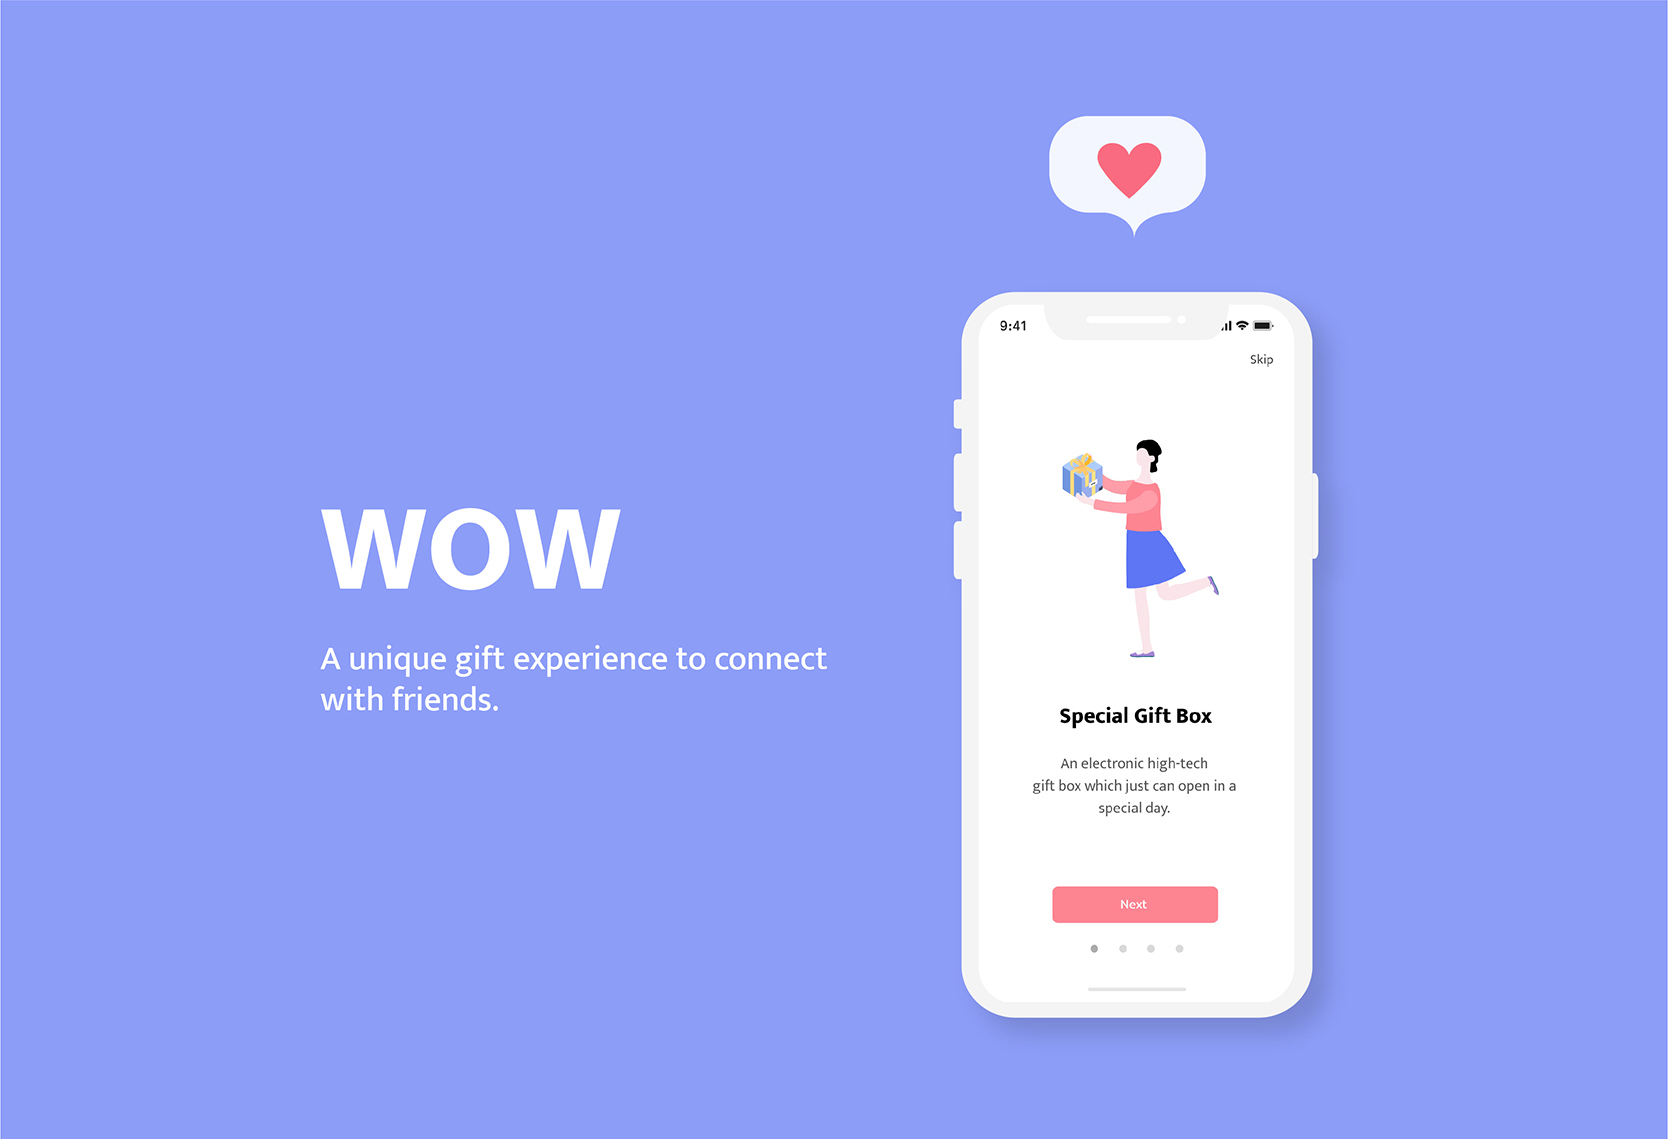 WOW
A unique gift experience to connect
with friends.
9:41
Skip
Special Gift Box
An electronic high-tech
gift box which just can open in a
special day.
Next